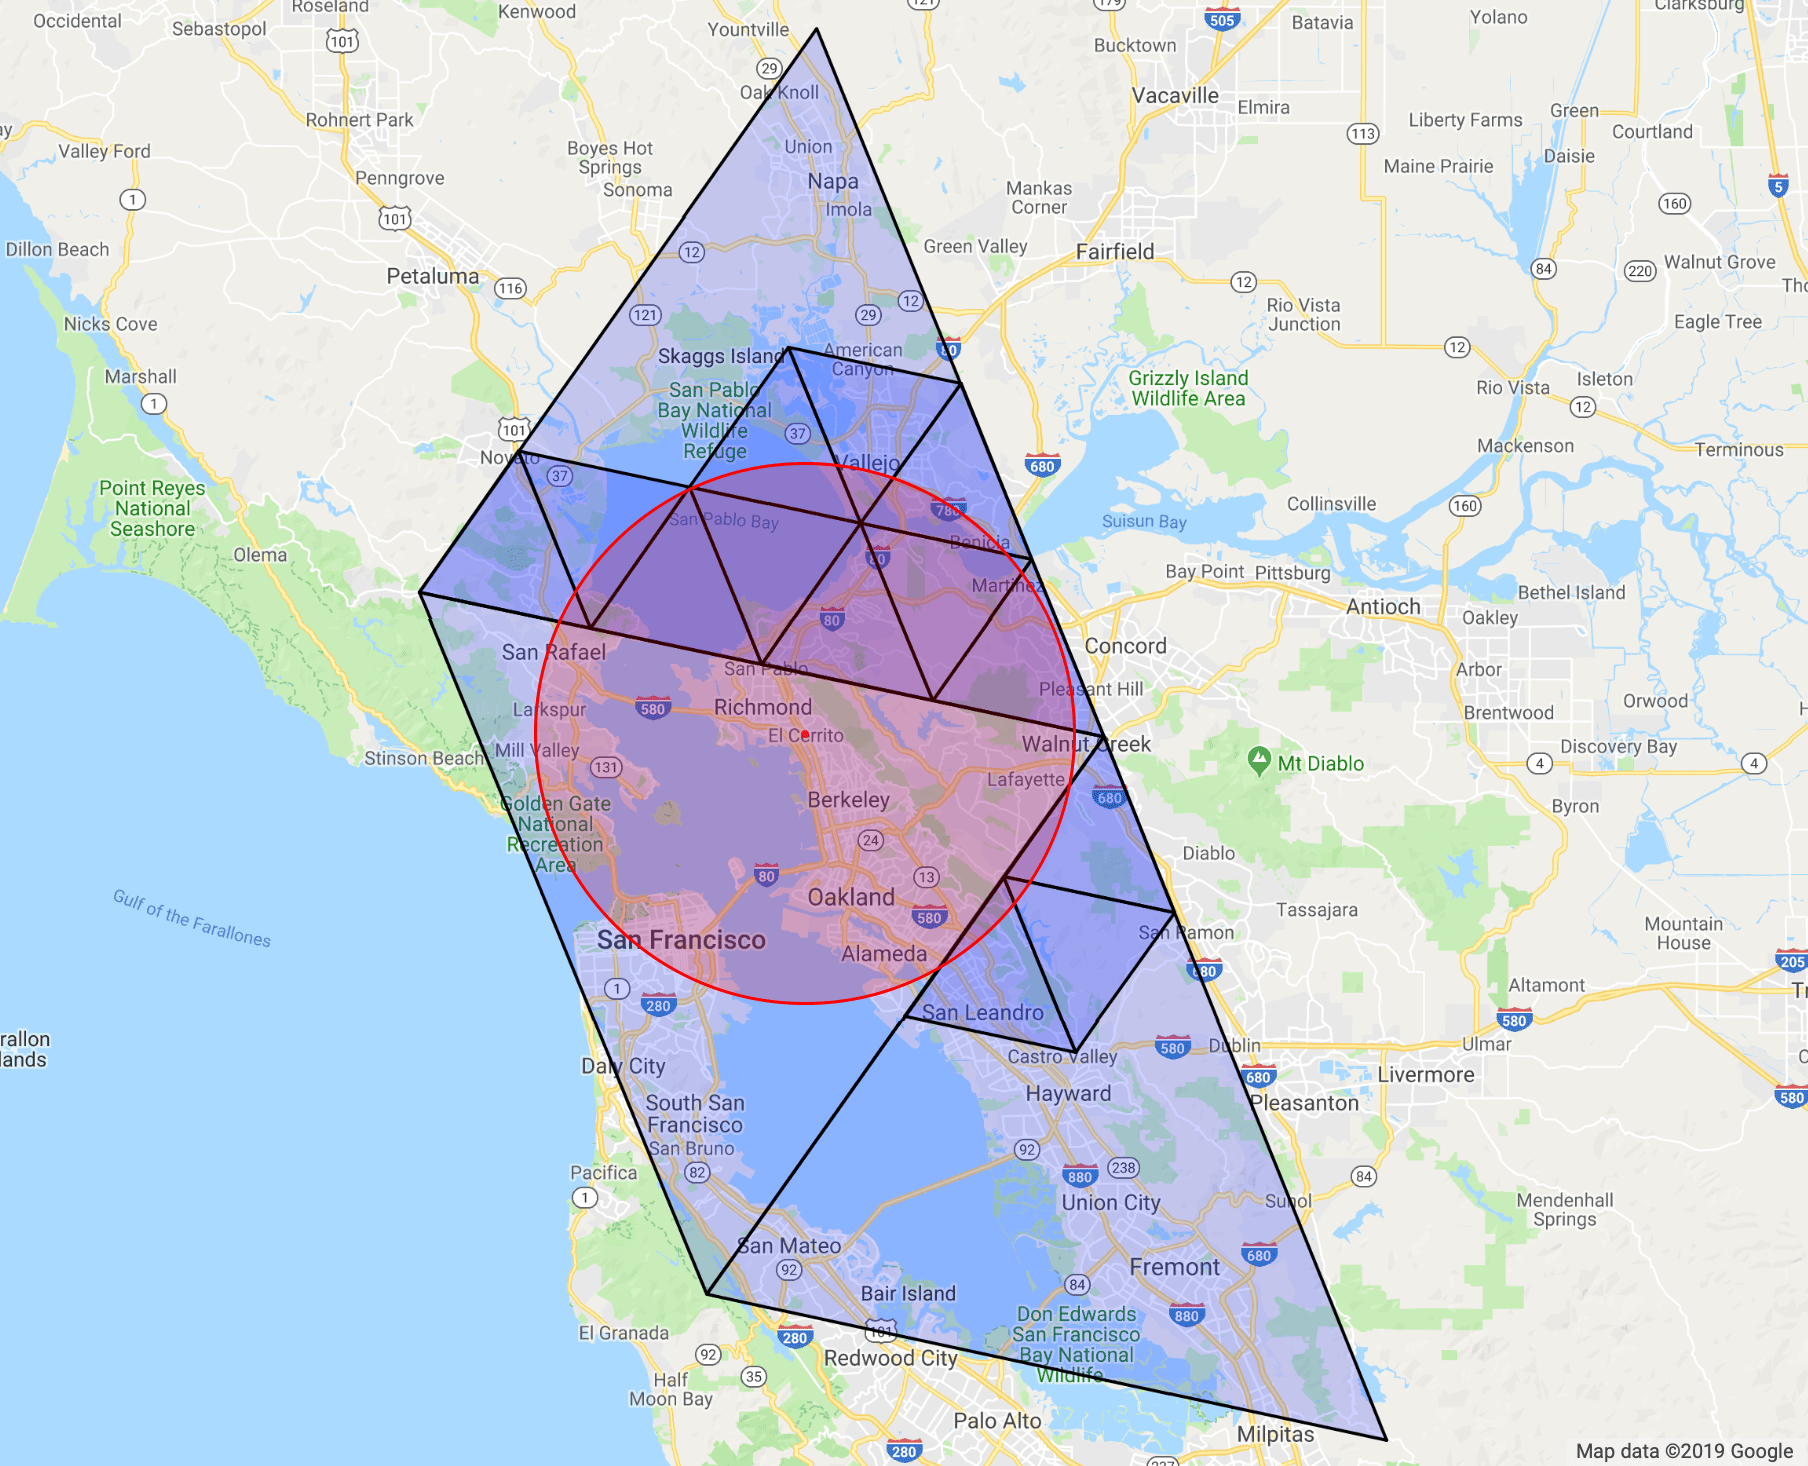 Occidental
Sebastopol
Roseland
101
Kenwood
Yountville
121
179
505
Batavia
Yolano
Clarksburg
Bucktown
29
Oak Knoll
Vacaville
Elmira
Rohnert Park
Liberty Farms
Green
Courtland
113
Valley Ford
Boyes Hot
Springs
Union
Maine Prairie
Daisie
Penngrove
Sonoma
Napa
Mankas
Corner
5
1
101
Imola
160
Dillon Beach
Petaluma
12
Green Valley
Fairfield
84
220
Walnut Grove
116
12
Rio Vista
Junction
Nicks Cove
121
29
12
Eagle Tree
Skaggs Island
American
Canyon
80
12
Marshall
San Pablo
Bay National
Wildlife
Refuge
Grizzly Island
Wildlife Area
Rio Vista
Isleton
1
12
101
37
Mackenson
Terminous
Novato
37
Vallejo
680
Point Reyes
National
Seashore
San Pablo Bay
780
Suisun Bay
Collinsville
160
Benicia
Olema
80
Martinez
Bay Point
Pittsburg
Antioch
Bethel Island
80
Oakley
San Rafael
San Pablo
Concord
Arbor
Larkspur
580
Richmond
Pleasant Hill
Brentwood
Orwood
El Cerrito
Walnut Creek
Discovery Bay
Stinson Beach
Mill Valley
131
Lafayette
Mt Diablo
4
4
Golden Gate
National
Recreation
Area
Berkeley
680
Byron
24
Diablo
80
Oakland
13
580
Tassajara
Gulf of the Farallones
San Francisco
Alameda
San Ramon
Mountain
House
205
680
1
280
Altamont
San Leandro
580
rallon
lands
Daly City
Castro Valley
580
Dublin
Ulmar
680
Livermore
Hayward
Pleasanton
580
South San
Francisco
San Bruno
92
238
Pacifica
82
880
84
1
Union City
Sunol
Mendenhall
Springs
San Mateo
680
92
Fremont
Bair Island
84
880
El Granada
280
101
Don Edwards
San Francisco
Bay National
Wildlife
92
Redwood City
35
Half
Moon Bay
Palo Alto
Milpitas
280
237
Map data ©2019 Google